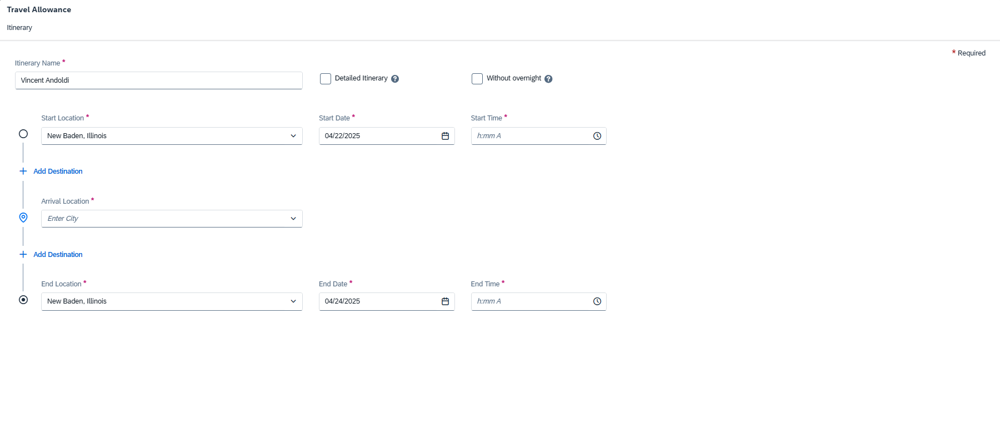 Travel Allowance
Itinerary
* Required
Itinerary Name *
Vincent Andoldi
Detailed Itinerary ?
Without overnight ?
Start Location *
Start Date *
Start Time *
New Baden, Illinois
04/22/2025
h:mm A
Add Destination
Arrival Location *
Enter City
Add Destination
End Location *
End Date *
End Time *
New Baden, Illinois
04/24/2025
h:mm A